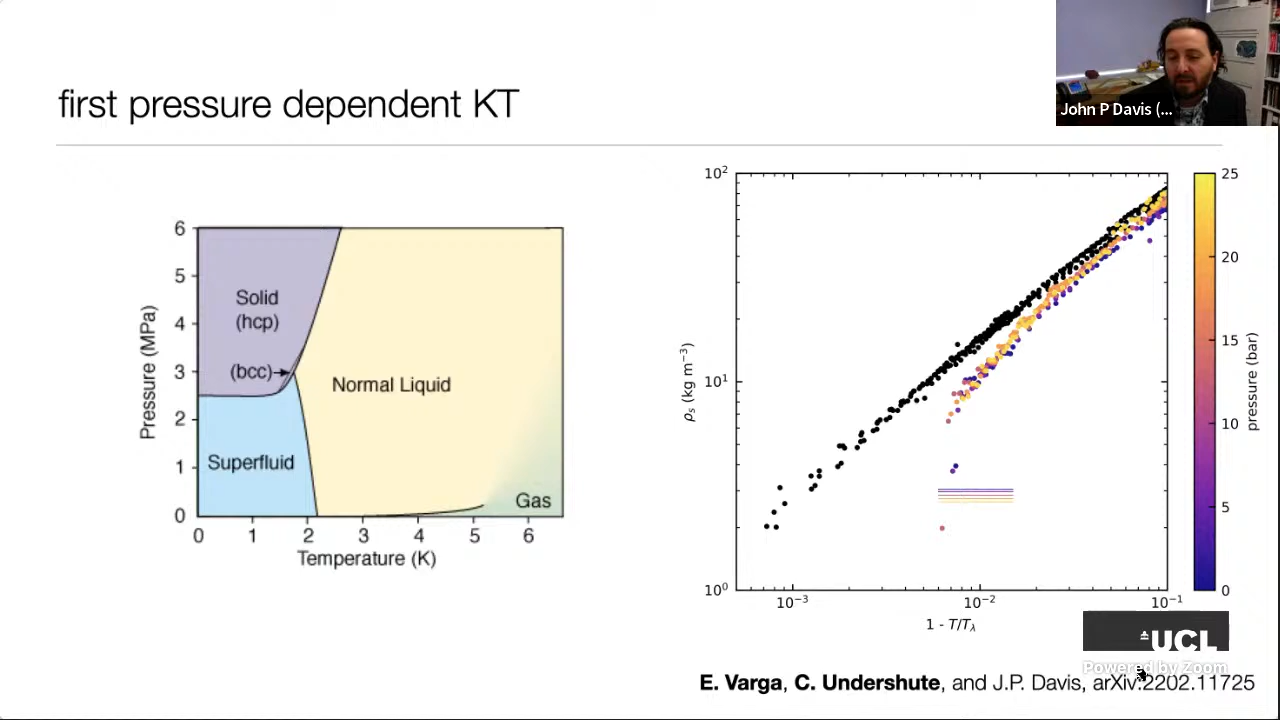 first pressure dependent KT
John P Davis (...
6
5
4
3
2
1
0
Pressure (MPa)
Solid
(hcp)
(bcc)
Normal Liquid
Superfluid
Gas
0 1 2 3 4 5 6
Temperature (K)
10²
10¹
10⁰
ρₛ (kg m⁻³)
10⁻³ 10⁻² 10⁻¹
1 - T/Tλ
25
20
15
10
5
0
pressure (bar)
UCL
Powered by Zoom
E. Varga, C. Undershute, and J.P. Davis, arXiv:2202.11725